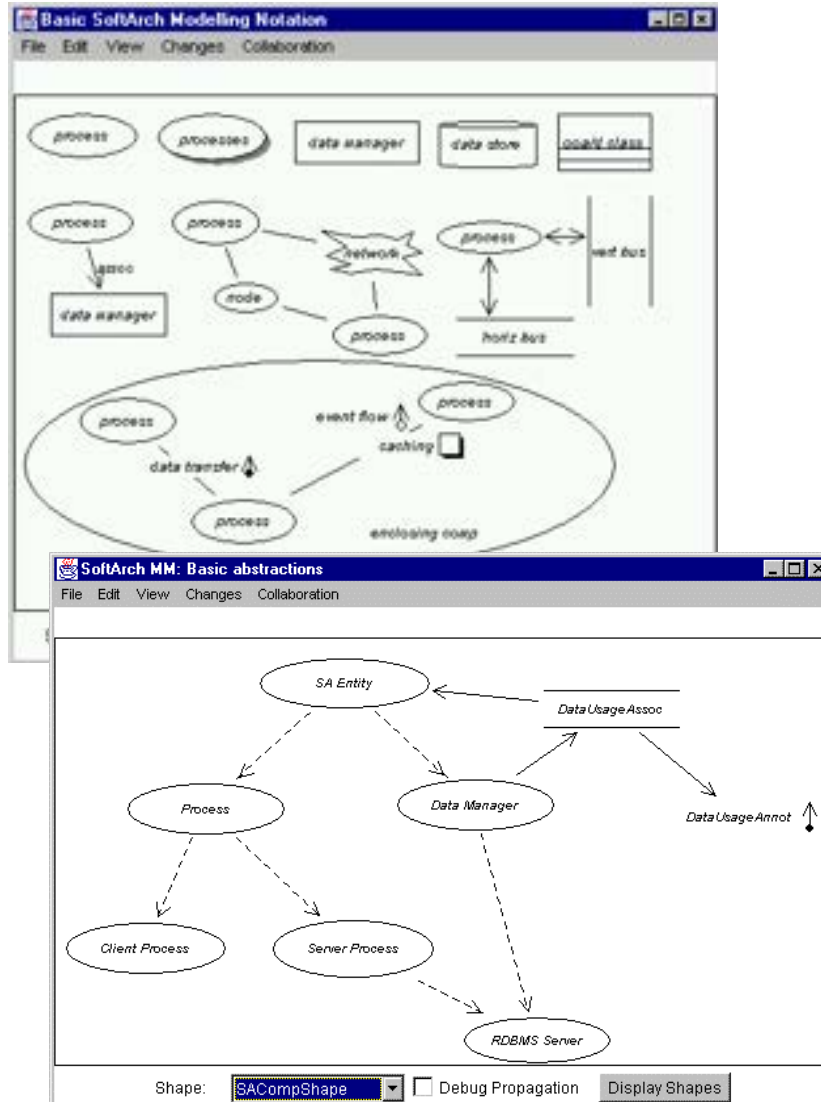 Basic SoftArch Modelling Notation
File Edit View Changes Collaboration
process
processes
data manager
data store
process
process
network
process
vert bus
assoc
node
data manager
process
horiz bus
process
event flow
process
caching
data transfer
process
enclosing comp
SoftArch MM: Basic abstractions
File Edit View Changes Collaboration
SA Entity
DataUsageAssoc
Process
Data Manager
DataUsageAnnot
Client Process
Server Process
RDBMS Server
Shape: SACompShape Debug Propagation Display Shapes